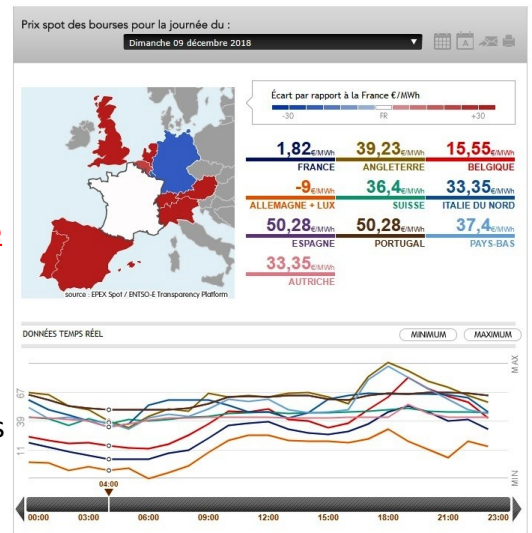 Prix spot des bourses pour la journée du :
Dimanche 09 décembre 2018
Écart par rapport à la France €/MWh
-30 FR +30
1,82€/MWh 39,23€/MWh 15,55€/MWh
FRANCE ANGLETERRE BELGIQUE
-9€/MWh 36,4€/MWh 33,35€/MWh
ALLEMAGNE + LUX SUISSE ITALIE DU NORD
50,28€/MWh 50,28€/MWh 37,4€/MWh
ESPAGNE PORTUGAL PAYS-BAS
33,35€/MWh
AUTRICHE
source : EPEX Spot / ENTSO-E Transparency Platform
DONNÉES TEMPS RÉEL MINIMUM MAXIMUM
MAX
67
39
11
MIN
04:00
00:00 03:00 06:00 09:00 12:00 15:00 18:00 21:00 23:00